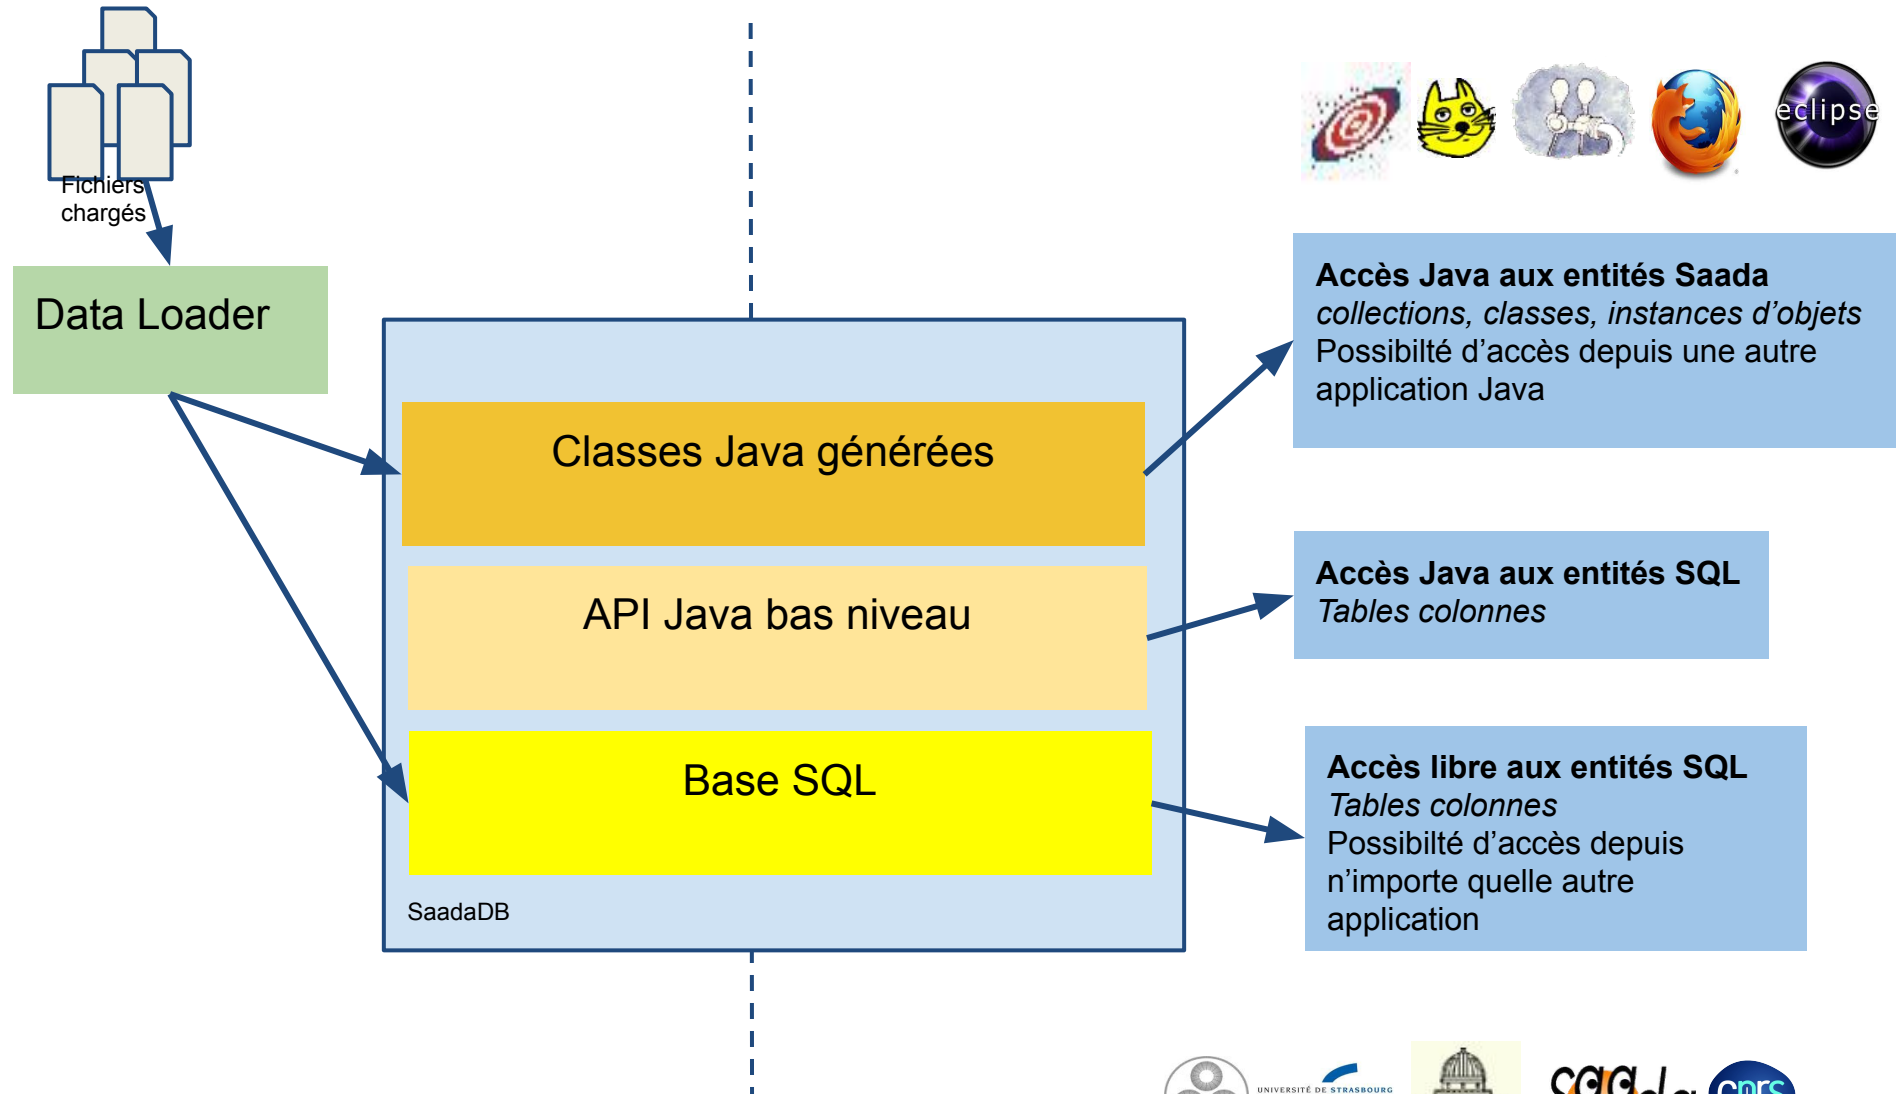 Fichiers
chargés
Data Loader
eclipse
Classes Java générées
API Java bas niveau
Base SQL
SaadaDB
Accès Java aux entités Saada
collections, classes, instances d'objets
Possibilté d'accès depuis une autre
application Java
Accès Java aux entités SQL
Tables colonnes
Accès libre aux entités SQL
Tables colonnes
Possibilté d'accès depuis
n'importe quelle autre
application
UNIVERSITÉ DE STRASBOURG
saada
cnrs